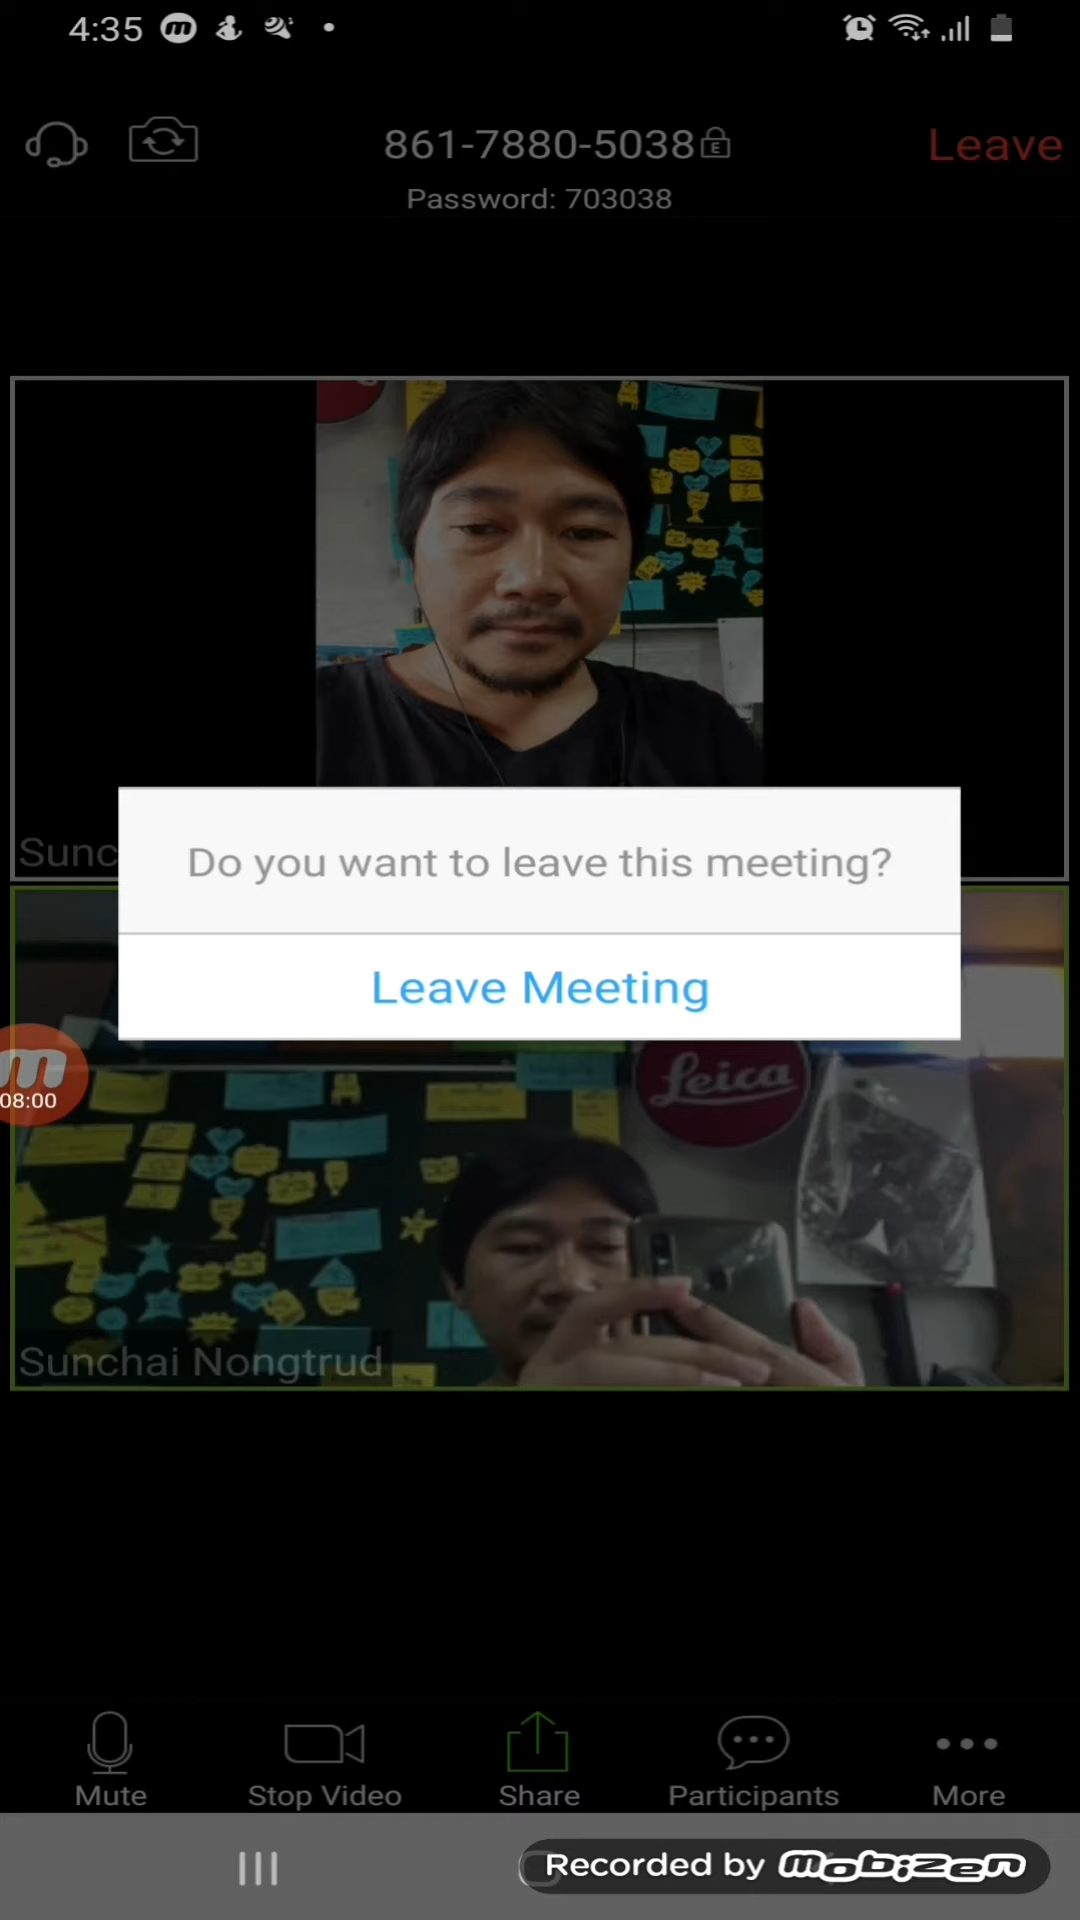 4:35
861-7880-5038
Leave
Password: 703038
Sunc
Do you want to leave this meeting?
Leave Meeting
Leica
m
08:00
Sunchai Nongtrud
Mute
Stop Video
Share
Participants
More
Recorded by mobizen